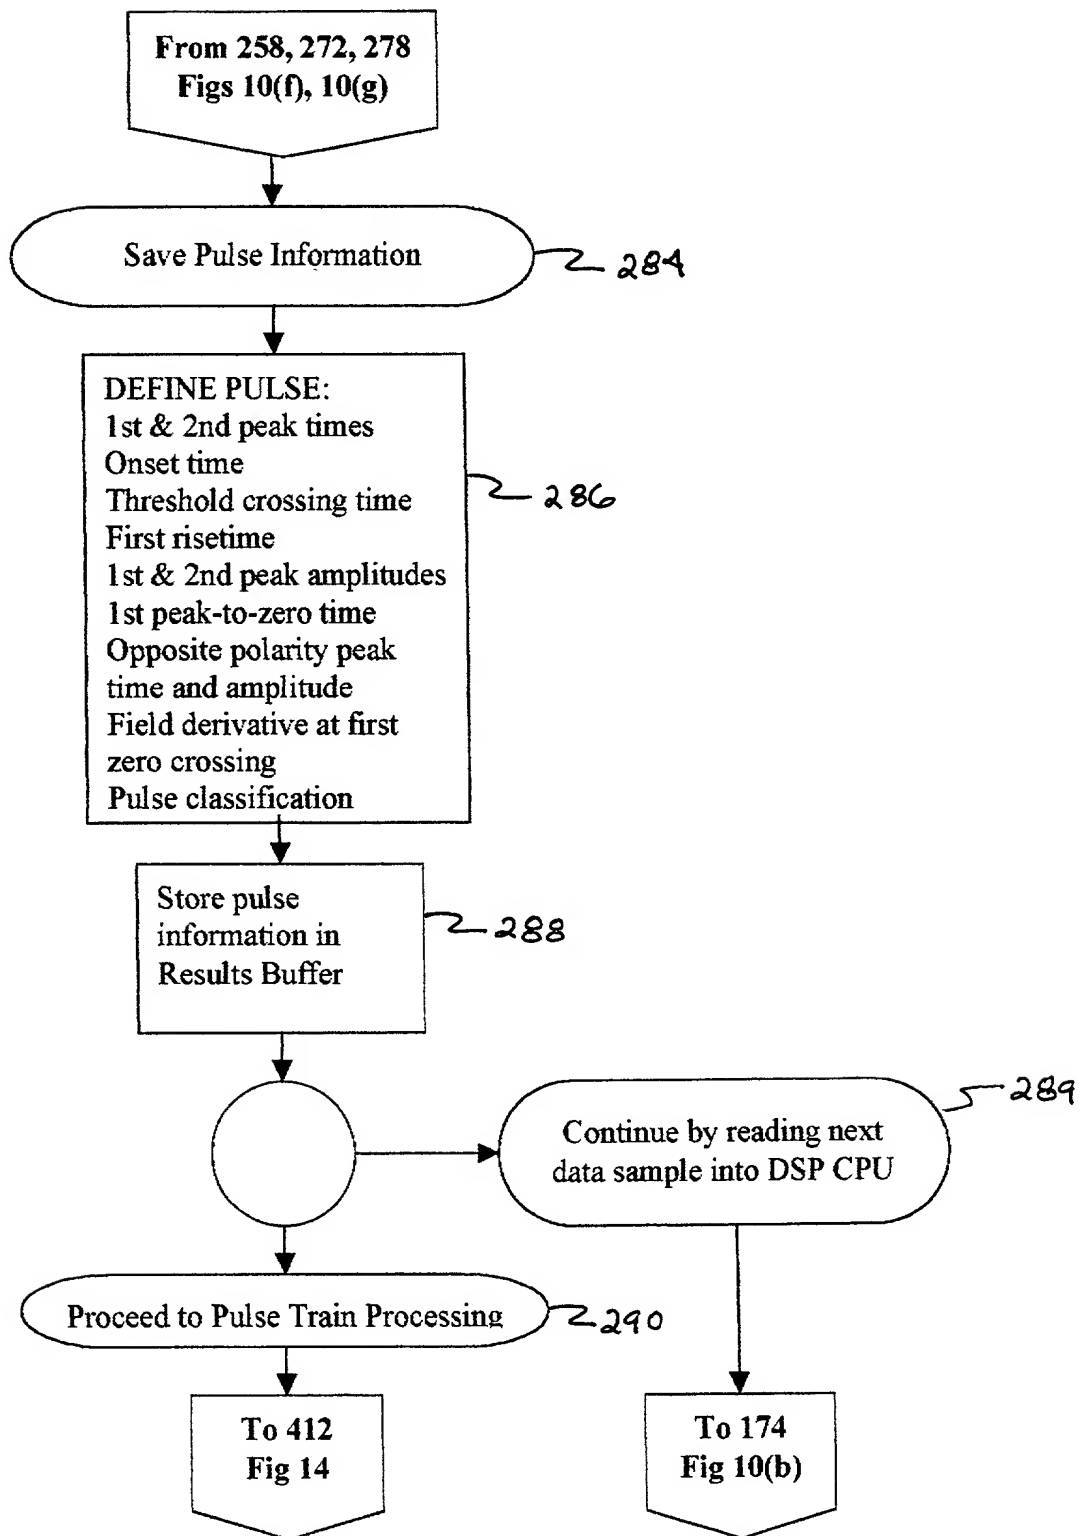 From 258, 272, 278
Figs 10(f), 10(g)
Save Pulse Information
284
DEFINE PULSE:
1st & 2nd peak times
Onset time
Threshold crossing time
First risetime
1st & 2nd peak amplitudes
1st peak-to-zero time
Opposite polarity peak
time and amplitude
Field derivative at first
zero crossing
Pulse classification
286
Store pulse
information in
Results Buffer
288
Continue by reading next
data sample into DSP CPU
289
Proceed to Pulse Train Processing
290
To 412
Fig 14
To 174
Fig 10(b)